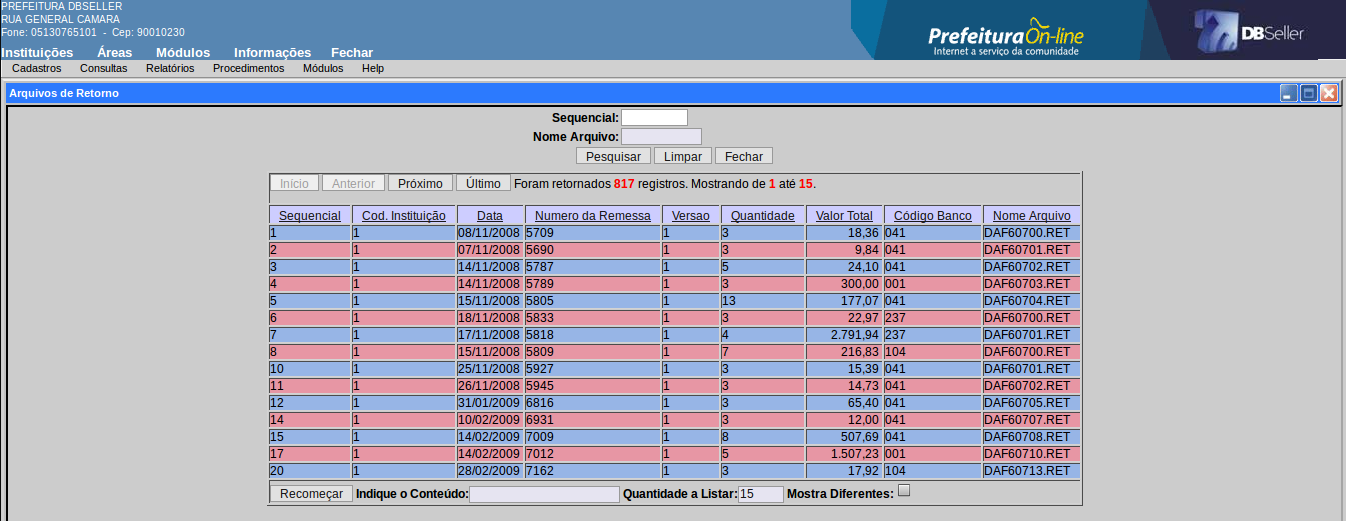 PREFEITURA DBSELLER
RUA GENERAL CAMARA
Fone: 05130765101 - Cep: 90010230
Prefeitura On-line
Internet a serviço da comunidade
DBSeller
Instituições Áreas Módulos Informações Fechar
Cadastros Consultas Relatórios Procedimentos Módulos Help
Arquivos de Retorno
Sequencial:
Nome Arquivo:
Pesquisar Limpar Fechar
Início Anterior Próximo Último Foram retornados 817 registros. Mostrando de 1 até 15.
Sequencial Cod. Instituição Data Numero da Remessa Versao Quantidade Valor Total Código Banco Nome Arquivo
1 1 08/11/2008 5709 1 3 18,36 041 DAF60700.RET
2 1 07/11/2008 5690 1 3 9,84 041 DAF60701.RET
3 1 14/11/2008 5787 1 5 24,10 041 DAF60702.RET
4 1 14/11/2008 5789 1 3 300,00 001 DAF60703.RET
5 1 15/11/2008 5805 1 13 177,07 041 DAF60704.RET
6 1 18/11/2008 5833 1 3 22,97 237 DAF60700.RET
7 1 17/11/2008 5818 1 4 2.791,94 237 DAF60701.RET
8 1 15/11/2008 5809 1 7 216,83 104 DAF60700.RET
10 1 25/11/2008 5927 1 3 15,39 041 DAF60701.RET
11 1 26/11/2008 5945 1 3 14,73 041 DAF60702.RET
12 1 31/01/2009 6816 1 3 65,40 041 DAF60705.RET
14 1 10/02/2009 6931 1 3 12,00 041 DAF60707.RET
15 1 14/02/2009 7009 1 8 507,69 041 DAF60708.RET
17 1 14/02/2009 7012 1 5 1.507,23 001 DAF60710.RET
20 1 28/02/2009 7162 1 3 17,92 104 DAF60713.RET
Recomeçar Indique o Conteúdo: Quantidade a Listar: 15 Mostra Diferentes: